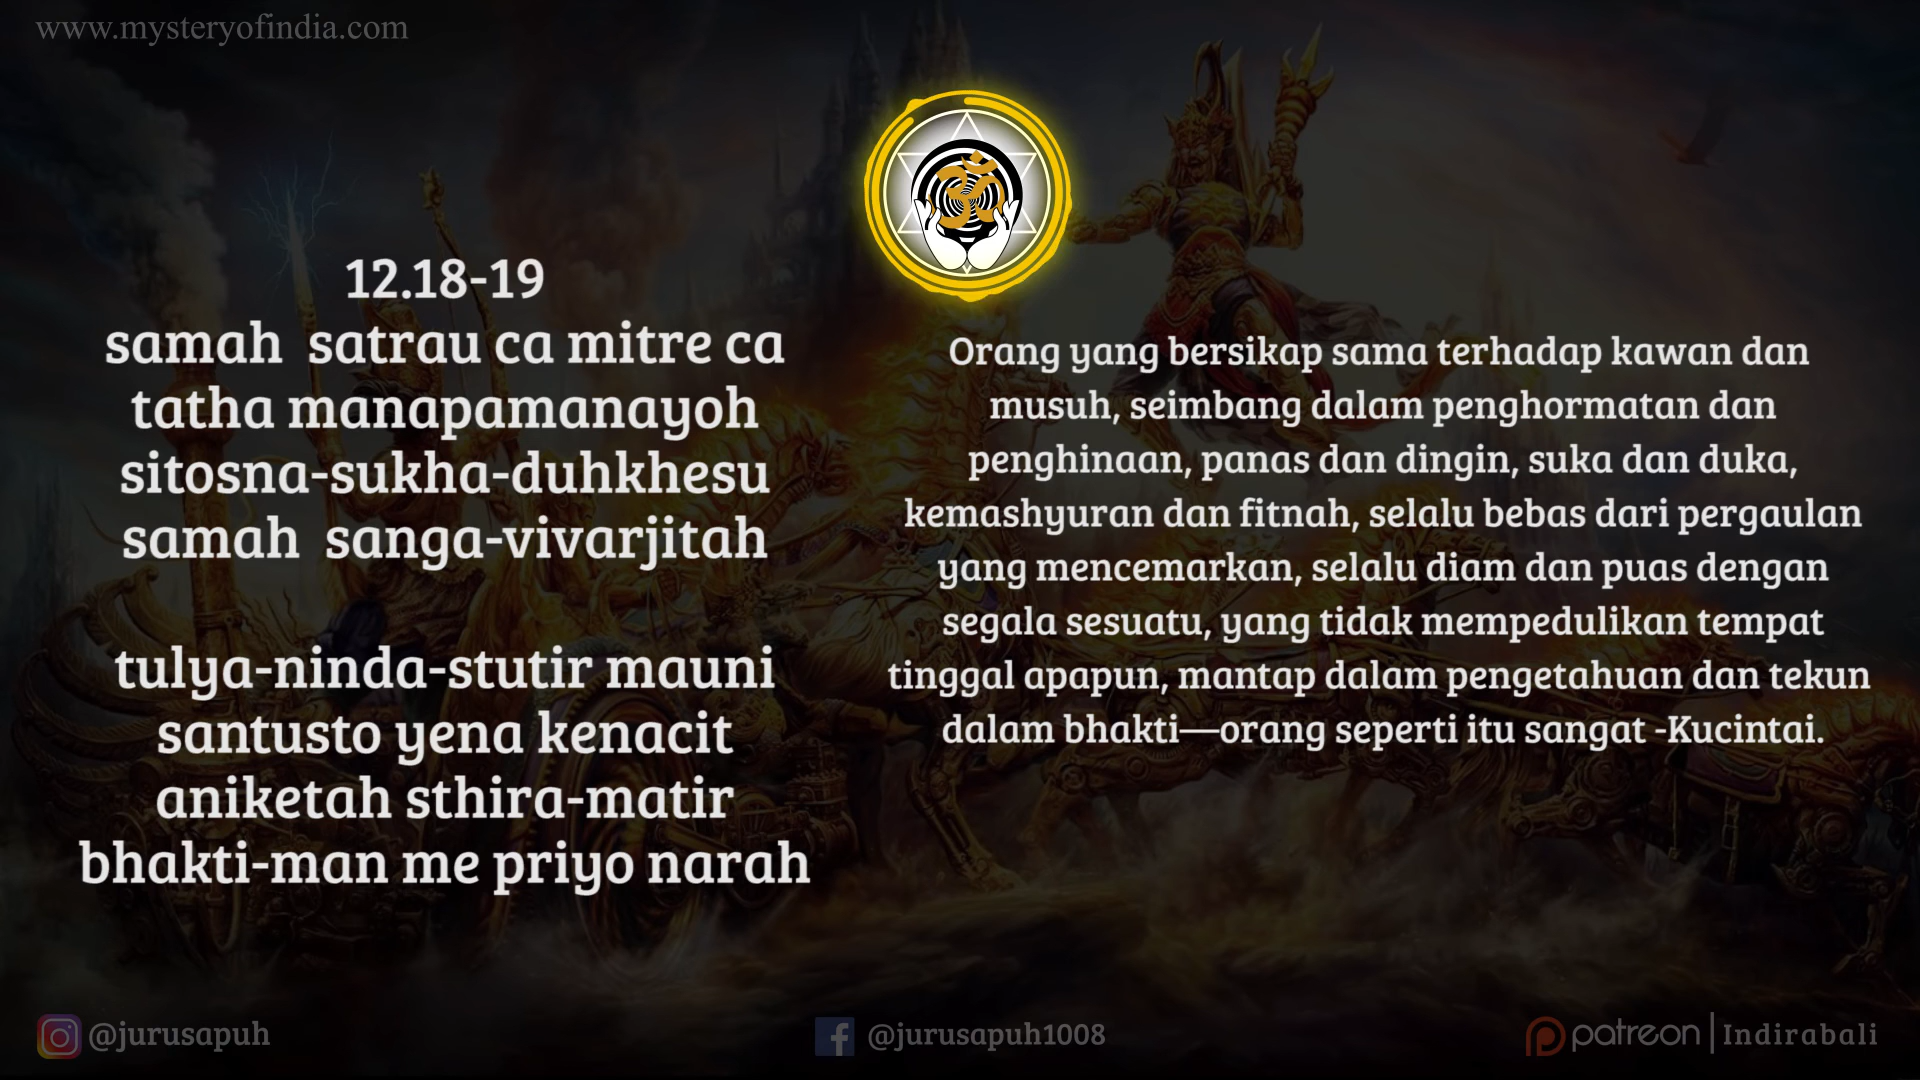 www.mysteryofindia.com
12.18-19
samah  satrau ca mitre ca
tatha manapamanayoh
sitosna-sukha-duhkhesu
samah  sanga-vivarjitah
tulya-ninda-stutir mauni
santusto yena kenacit
aniketah sthira-matir
bhakti-man me priyo narah
ॐ
Orang yang bersikap sama terhadap kawan dan
musuh, seimbang dalam penghormatan dan
penghinaan, panas dan dingin, suka dan duka,
kemashyuran dan fitnah, selalu bebas dari pergaulan
yang mencemarkan, selalu diam dan puas dengan
segala sesuatu, yang tidak mempedulikan tempat
tinggal apapun, mantap dalam pengetahuan dan tekun
dalam bhakti—orang seperti itu sangat -Kucintai.
@jurusapuh
@jurusapuh1008
patreon | Indirabali